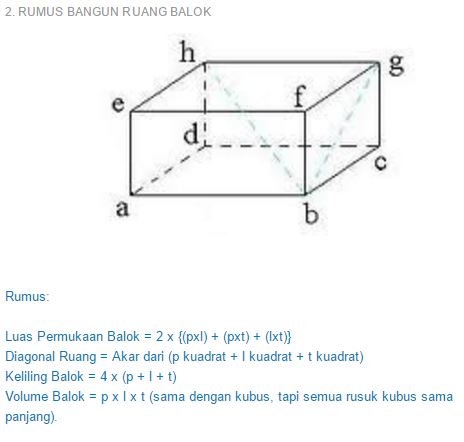 2. RUMUS BANGUN RUANG BALOK
h
g
e
f
d
c
a
b
Rumus:
Luas Permukaan Balok = 2 x {(pxl) + (pxt) + (lxt)}
Diagonal Ruang = Akar dari (p kuadrat + l kuadrat + t kuadrat)
Keliling Balok = 4 x (p + l + t)
Volume Balok = p x l x t (sama dengan kubus, tapi semua rusuk kubus sama
panjang).